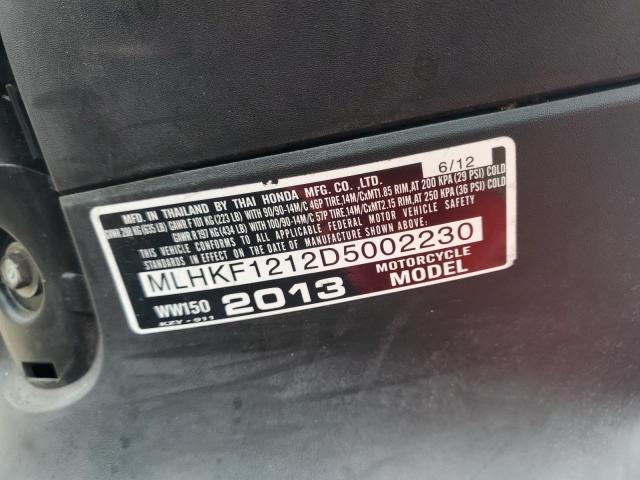 MFD. IN THAILAND BY THAI HONDA MFG. CO. ,LTD. 6/12
GVWR 288 KG (635 LB) GAWR F 101 KG (223 LB) WITH 90/90-14M/C 46P TIRE,14M/CxMT1.85 RIM,AT 200 KPA (29 PSI) COLD
GAWR R 197 KG (434 LB) WITH 100/90-14M/C 57P TIRE,14M/CxMT2.15 RIM,AT 250 KPA (36 PSI) COLD
THIS VEHICLE CONFORMS TO ALL APPLICABLE FEDERAL MOTOR VEHICLE SAFETY
STANDARDS IN EFFECT ON THE DATE OF MANUFACTURE
MLHKF1212D5002230
WW150 2013 MOTORCYCLE
MODEL
KZY-911